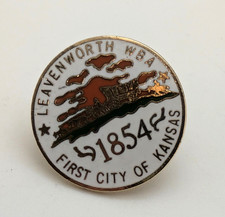 LEAVENWORTH WBA
1854
FIRST CITY OF KANSAS